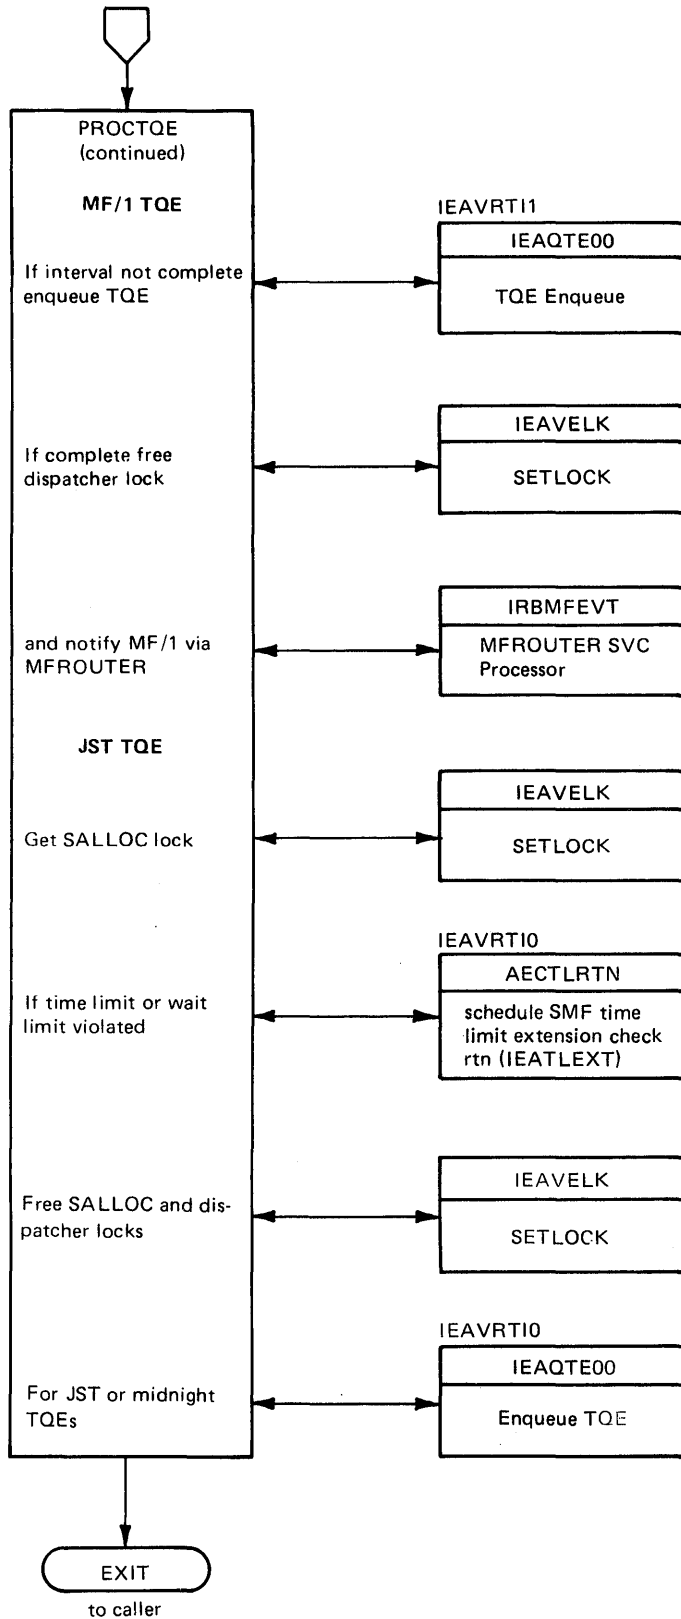 PROCTQE
(continued)
MF/1 TQE
IEAVRTI1
IEAQTE00
If interval not complete
enqueue TQE
TQE Enqueue
IEAVELK
If complete free
dispatcher lock
SETLOCK
IRBMFEVT
and notify MF/1 via
MFROUTER
MFROUTER SVC
Processor
JST TQE
IEAVELK
Get SALLOC lock
SETLOCK
IEAVRTI0
AECTLRTN
If time limit or wait
limit violated
schedule SMF time
limit extension check
rtn (IEATLEXT)
IEAVELK
Free SALLOC and dis-
patcher locks
SETLOCK
IEAVRTI0
IEAQTE00
For JST or midnight
TQEs
Enqueue TQE
EXIT
to caller